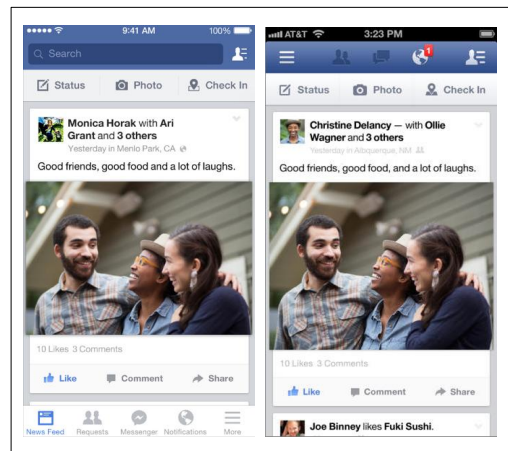 9:41 AM
100%
Search
Status
Photo
Check In
Monica Horak with Ari
Grant and 3 others
Yesterday in Menlo Park, CA
Good friends, good food and a lot of laughs.
10 Likes 3 Comments
Like
Comment
Share
News Feed
Requests
Messenger
Notifications
More
AT&T
3:23 PM
1
Status
Photo
Check In
Christine Delancy — with Ollie
Wagner and 3 others
Yesterday in Albuquerque, NM
Good friends, good food, and a lot of laughs.
10 Likes 3 Comments
Like
Comment
Share
Joe Binney likes Fuki Sushi.